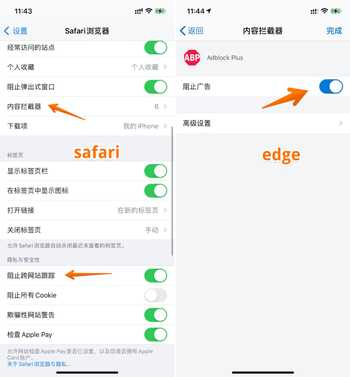 11:43
设置
Safari 浏览器
经常访问的站点
个人收藏
个人收藏
阻止弹出式窗口
内容拦截器
6
下载项
我的 iPhone
safari
标签页
显示标签页栏
在标签页中显示图标
打开链接
在新的标签页
关闭标签页
手动
允许 Safari 浏览器自动关闭最近未查看的标签页。
隐私与安全性
阻止跨网站跟踪
阻止所有 Cookie
欺诈性网站警告
检查 Apple Pay
允许网站检查 Apple Pay 是否已设置，以及您是否拥有 Apple
Card 账户。
关于 Safari 浏览器与隐私...
11:44
返回
内容拦截器
完成
ABP
Adblock Plus
阻止广告
高级设置
edge